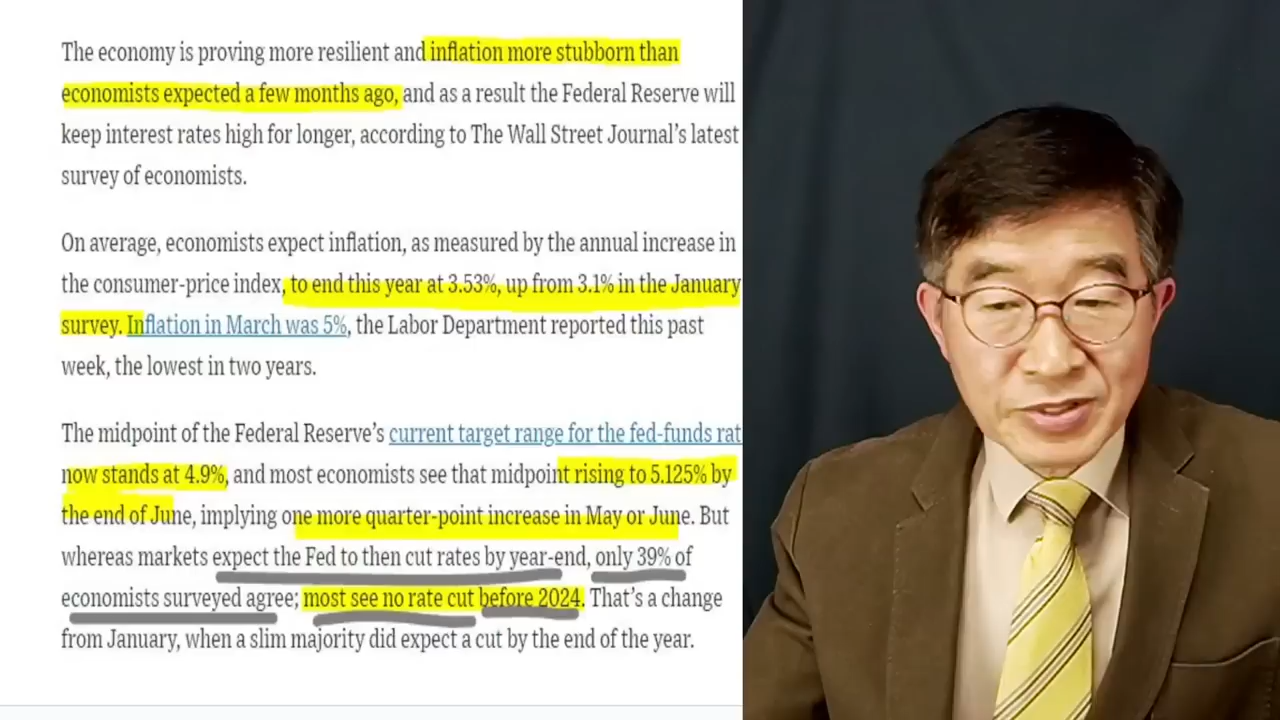 The economy is proving more resilient and inflation more stubborn than
economists expected a few months ago, and as a result the Federal Reserve will
keep interest rates high for longer, according to The Wall Street Journal's latest
survey of economists.
On average, economists expect inflation, as measured by the annual increase in
the consumer-price index, to end this year at 3.53%, up from 3.1% in the January
survey. Inflation in March was 5%, the Labor Department reported this past
week, the lowest in two years.
The midpoint of the Federal Reserve's current target range for the fed-funds rat
now stands at 4.9%, and most economists see that midpoint rising to 5.125% by
the end of June, implying one more quarter-point increase in May or June. But
whereas markets expect the Fed to then cut rates by year-end, only 39% of
economists surveyed agree; most see no rate cut before 2024. That's a change
from January, when a slim majority did expect a cut by the end of the year.